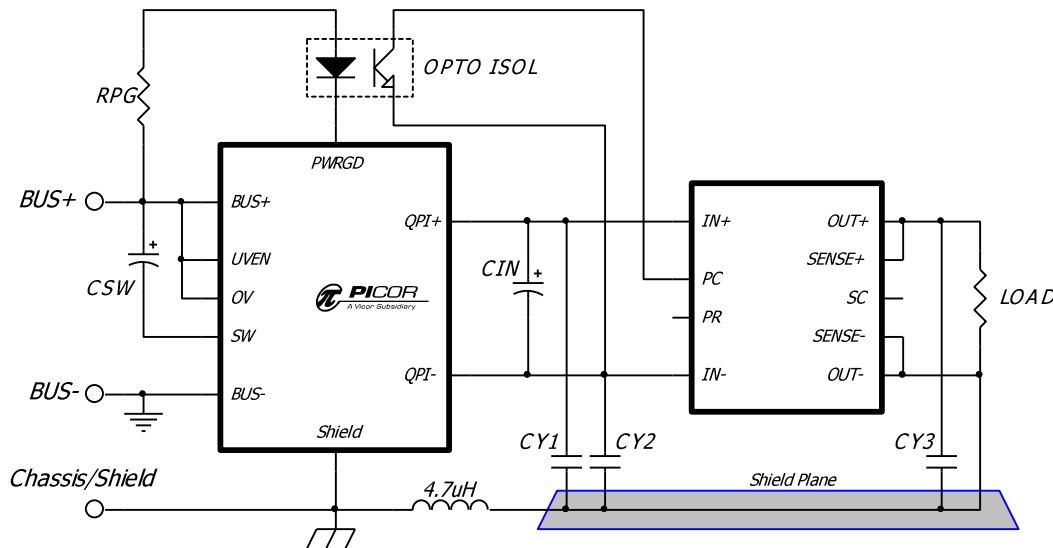 OPTO ISOL
RPG
PWRGD
BUS+
BUS+
QPI+
IN+
OUT+
UVEN
SENSE+
CSW
+
CIN
+
PC
OV
π PICOR
A Vicor Subsidiary
SC
LOAD
PR
SW
SENSE-
BUS-
BUS-
QPI-
IN-
OUT-
Shield
CY1
CY2
CY3
Chassis/Shield
4.7uH
Shield Plane